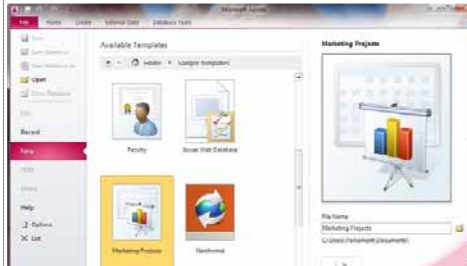 Microsoft Access
File Home Create External Data Database Tools
Save
Open
Recent
New
Help
Options
Exit
Available Templates
Home Sample templates
Faculty
Issues Web Database
Marketing Projects
Northwind
Marketing Projects
File Name
Marketing Projects